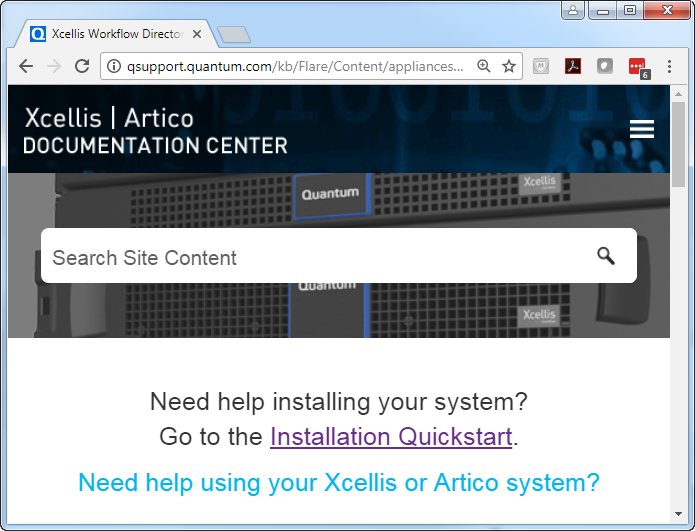 Xcellis Workflow Director
qsupport.quantum.com/kb/Flare/Content/appliances...
6
Xcellis | Artico
DOCUMENTATION CENTER
Quantum
Xcellis
Search Site Content
Quantum
Xcellis
Need help installing your system?
Go to the Installation Quickstart.
Need help using your Xcellis or Artico system?